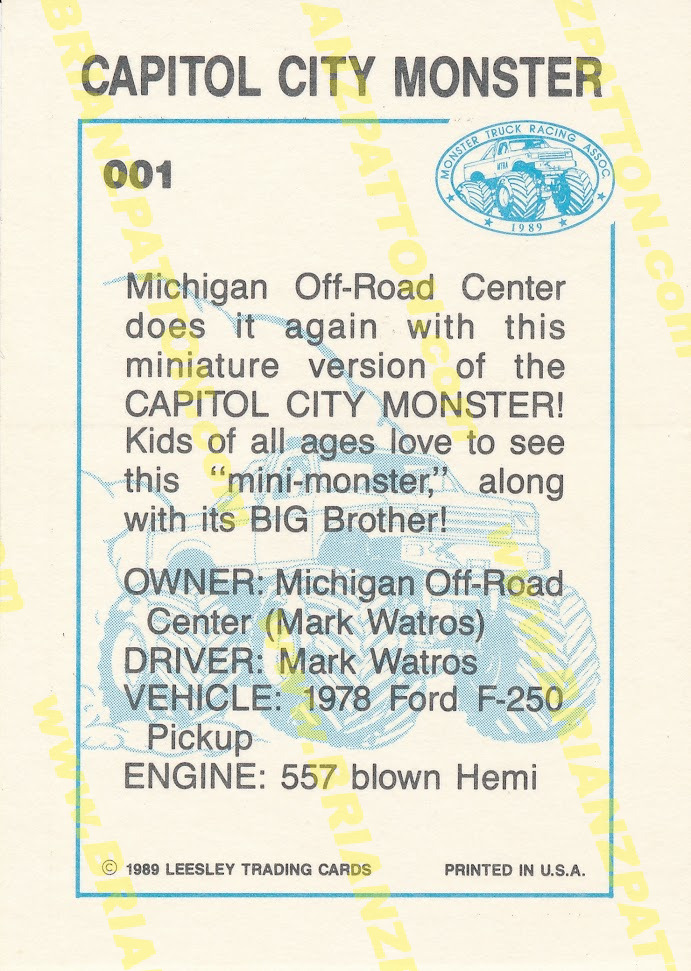 CAPITOL CITY MONSTER
001
MONSTER TRUCK RACING ASSOC.
MTRA
1989
Michigan Off-Road Center
does it again with this
miniature version of the
CAPITOL CITY MONSTER!
Kids of all ages love to see
this “mini-monster,” along
with its BIG Brother!
OWNER: Michigan Off-Road
Center (Mark Watros)
DRIVER: Mark Watros
VEHICLE: 1978 Ford F-250
Pickup
ENGINE: 557 blown Hemi
© 1989 LEESLEY TRADING CARDS
PRINTED IN U.S.A.
www.BRIANZPATTON.com